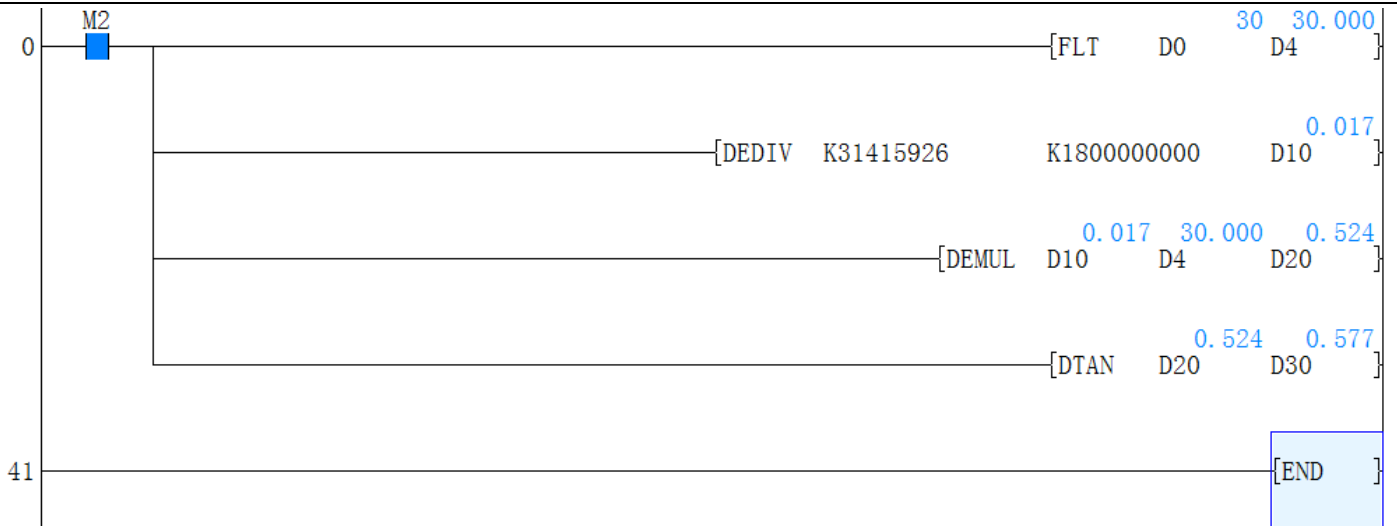 M2
30 30.000
0 [FLT D0 D4 ]
0.017
[DEDIV K31415926 K1800000000 D10 ]
0.017 30.000 0.524
[DEMUL D10 D4 D20 ]
0.524 0.577
[DTAN D20 D30 ]
41 [END ]